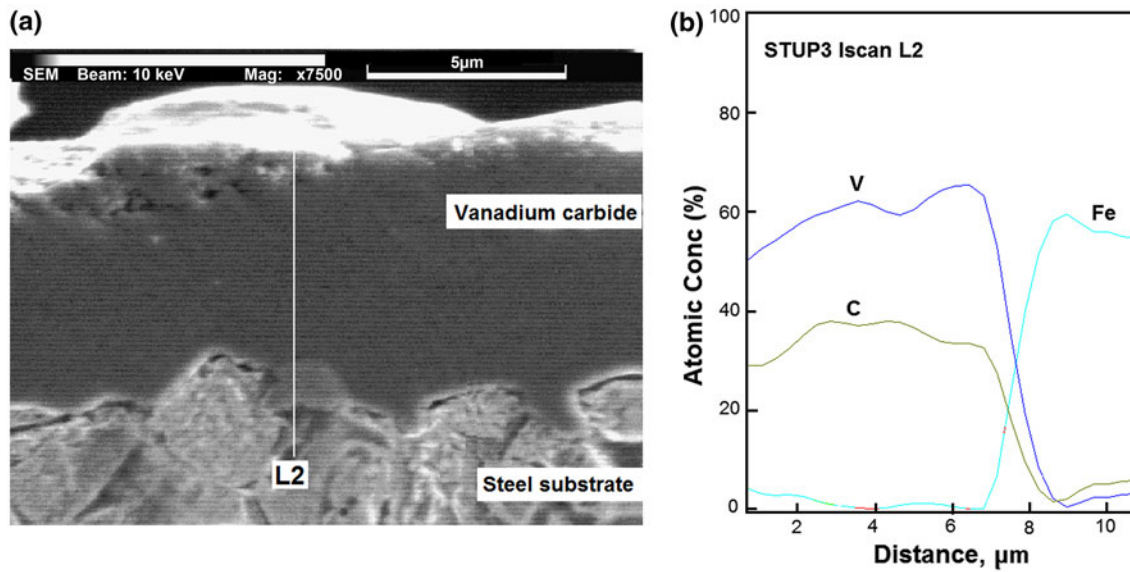 (a)
SEM Beam: 10 keV Mag: x7500 5µm
Vanadium carbide
L2
Steel substrate
(b)
STUP3 lscan L2
100
80
60
40
20
0
V
C
Fe
Atomic Conc (%)
2 4 6 8 10
Distance, µm